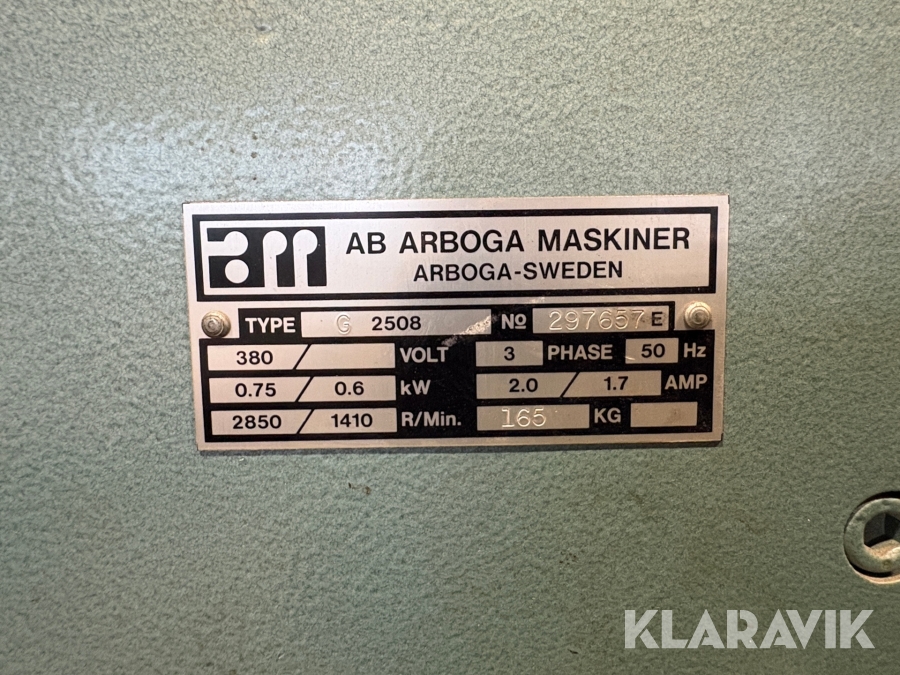 am AB ARBOGA MASKINER
ARBOGA-SWEDEN
TYPE G 2508 No 297657 E
380 / VOLT 3 PHASE 50 Hz
0.75 / 0.6 kW 2.0 / 1.7 AMP
2850 / 1410 R/Min. 165 KG
KLARAVIK